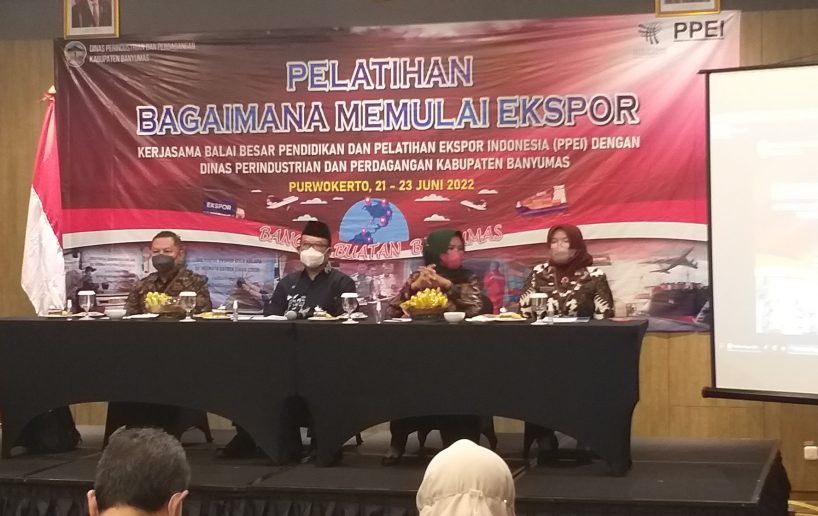 DINAS PERINDUSTRIAN DAN PERDAGANGAN
KABUPATEN BANYUMAS
PPEI
PELATIHAN
BAGAIMANA MEMULAI EKSPOR
KERJASAMA BALAI BESAR PENDIDIKAN DAN PELATIHAN EKSPOR INDONESIA (PPEI) DENGAN
DINAS PERINDUSTRIAN DAN PERDAGANGAN KABUPATEN BANYUMAS
PURWOKERTO, 21 - 23 JUNI 2022
EKSPOR
BUATAN